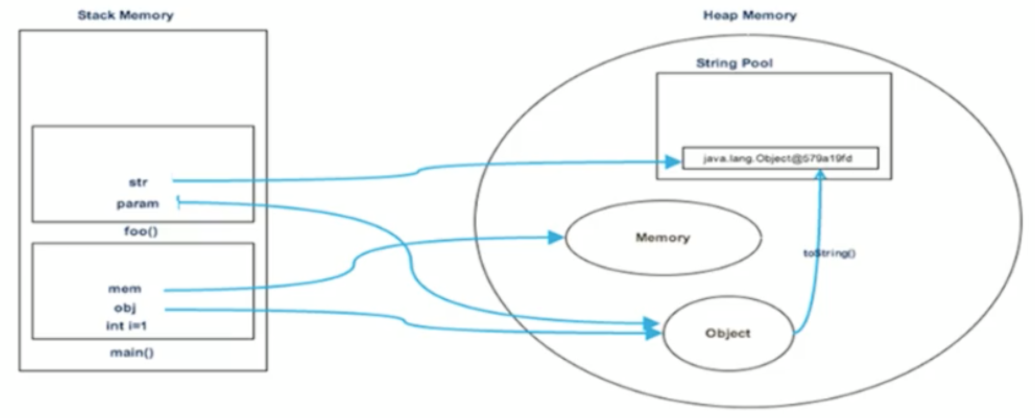 Stack Memory
Heap Memory
String Pool
java.lang.Object@579a19fd
str
param
foo()
Memory
toString()
mem
obj
int i=1
Object
main()